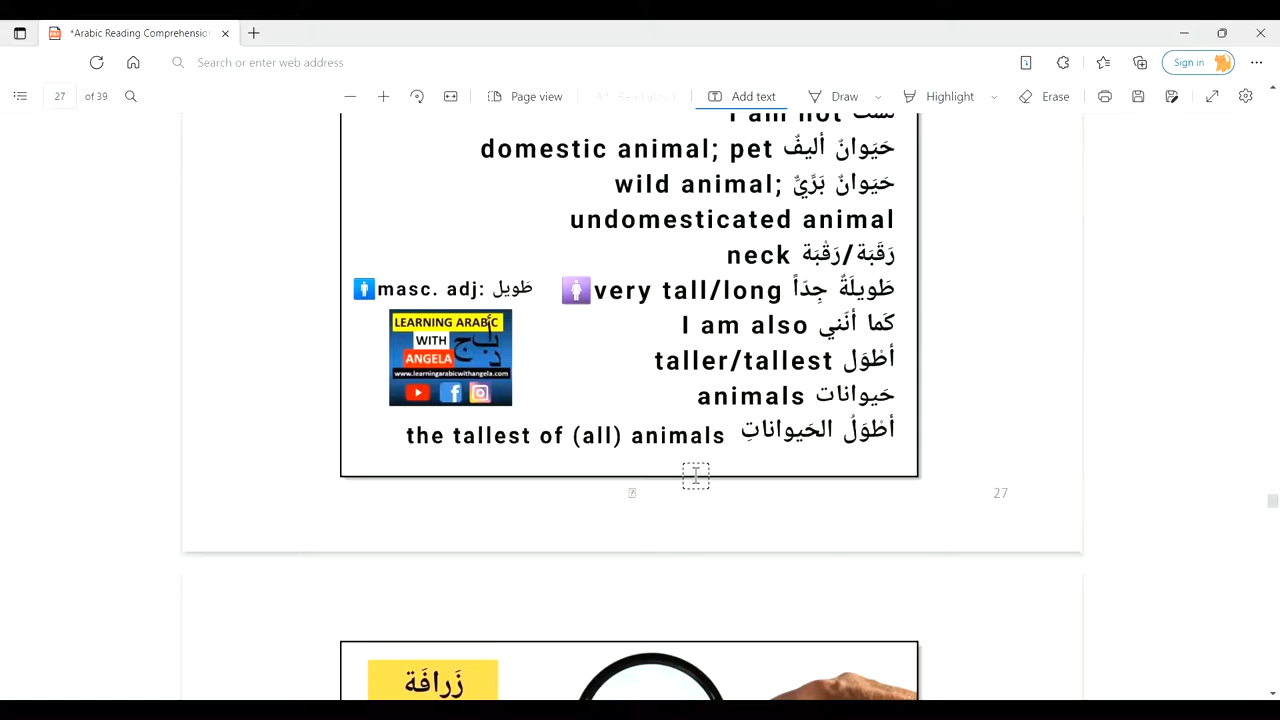 *Arabic Reading Comprehensio
Search or enter web address
Sign in
27 of 39
Page view
Add text
Draw
Highlight
Erase
I am not لَسْتُ
domestic animal; pet حَيَوانٌ أليفٌ
wild animal; حَيَوانٌ بَرِّيٌّ
undomesticated animal
neck رَقَبَة/رَقْبَة
masc. adj: طَويل
very tall/long طَويلَةٌ جِدّاً
I am also كَما أنَني
taller/tallest أطْوَل
animals حَيوانات
the tallest of (all) animals أطْوَلُ الحَيواناتِ
LEARNING ARABIC
WITH
ANGELA
www.learningarabicwithangela.com
27
زَرافَة